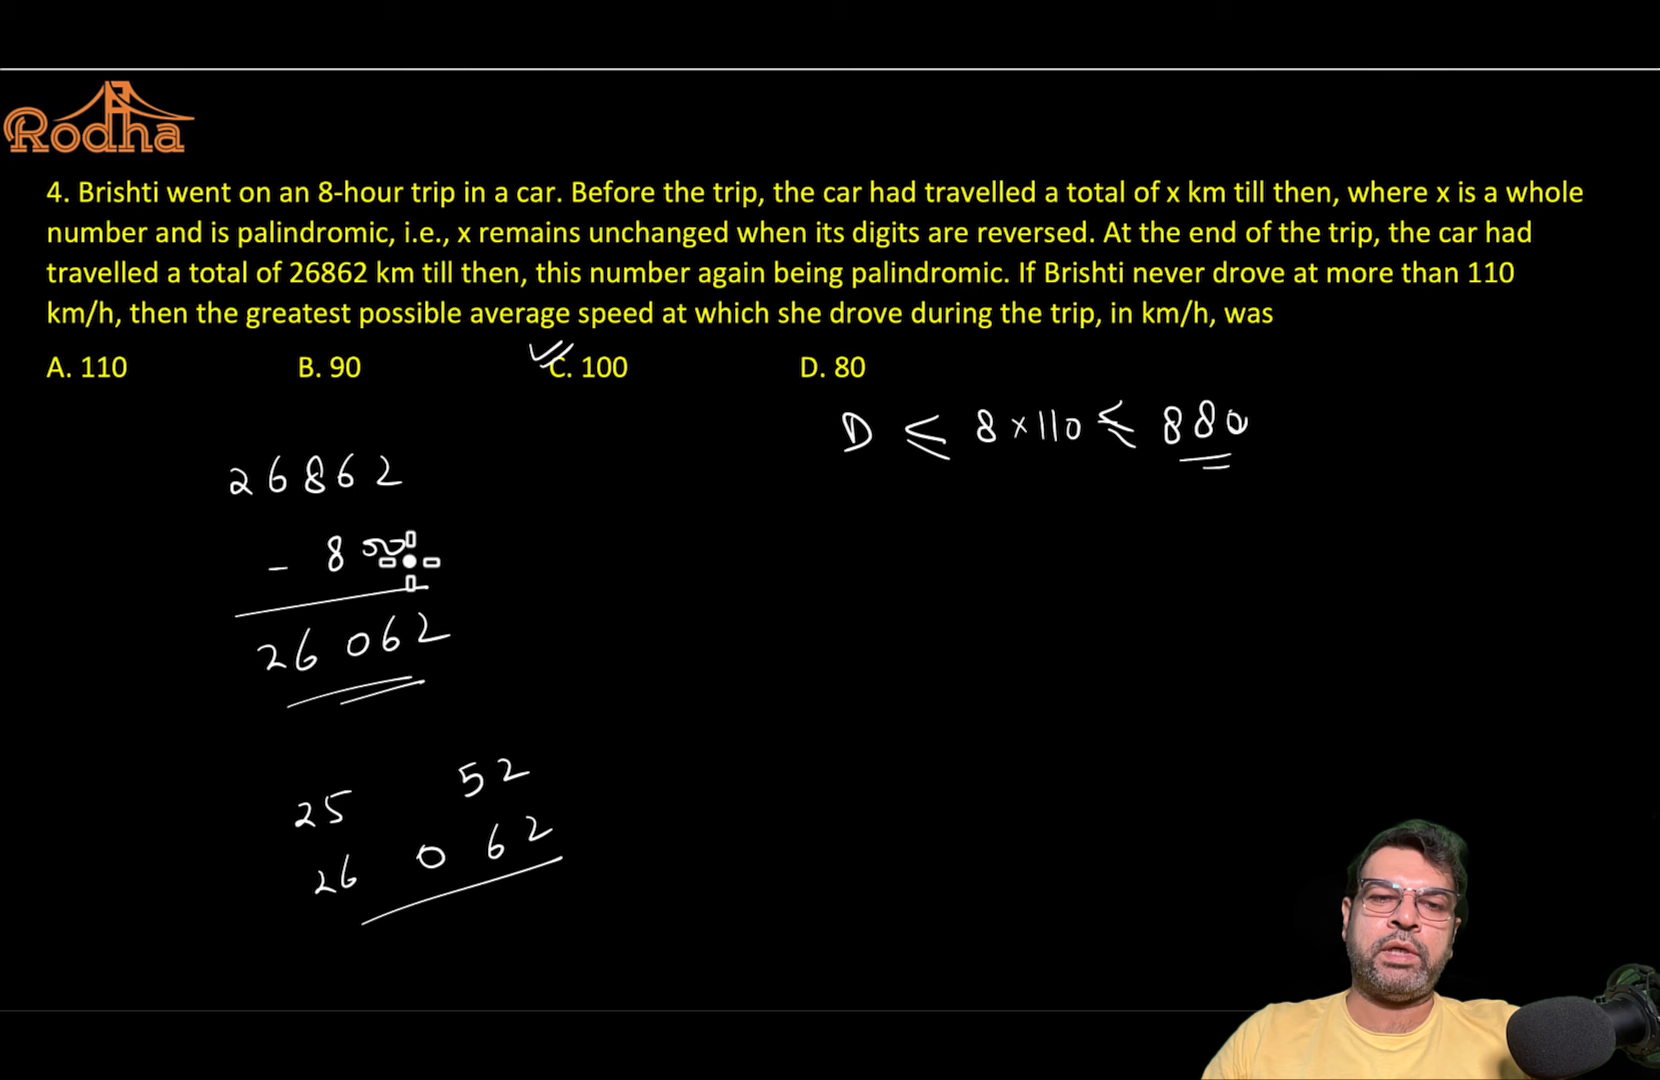 Rodha
4. Brishti went on an 8-hour trip in a car. Before the trip, the car had travelled a total of x km till then, where x is a whole
number and is palindromic, i.e., x remains unchanged when its digits are reversed. At the end of the trip, the car had
travelled a total of 26862 km till then, this number again being palindromic. If Brishti never drove at more than 110
km/h, then the greatest possible average speed at which she drove during the trip, in km/h, was
A. 110 B. 90 C. 100 D. 80
D ≤ 8 × 110 ≤ 880
26862
- 800
26062
25 52
26 0 62